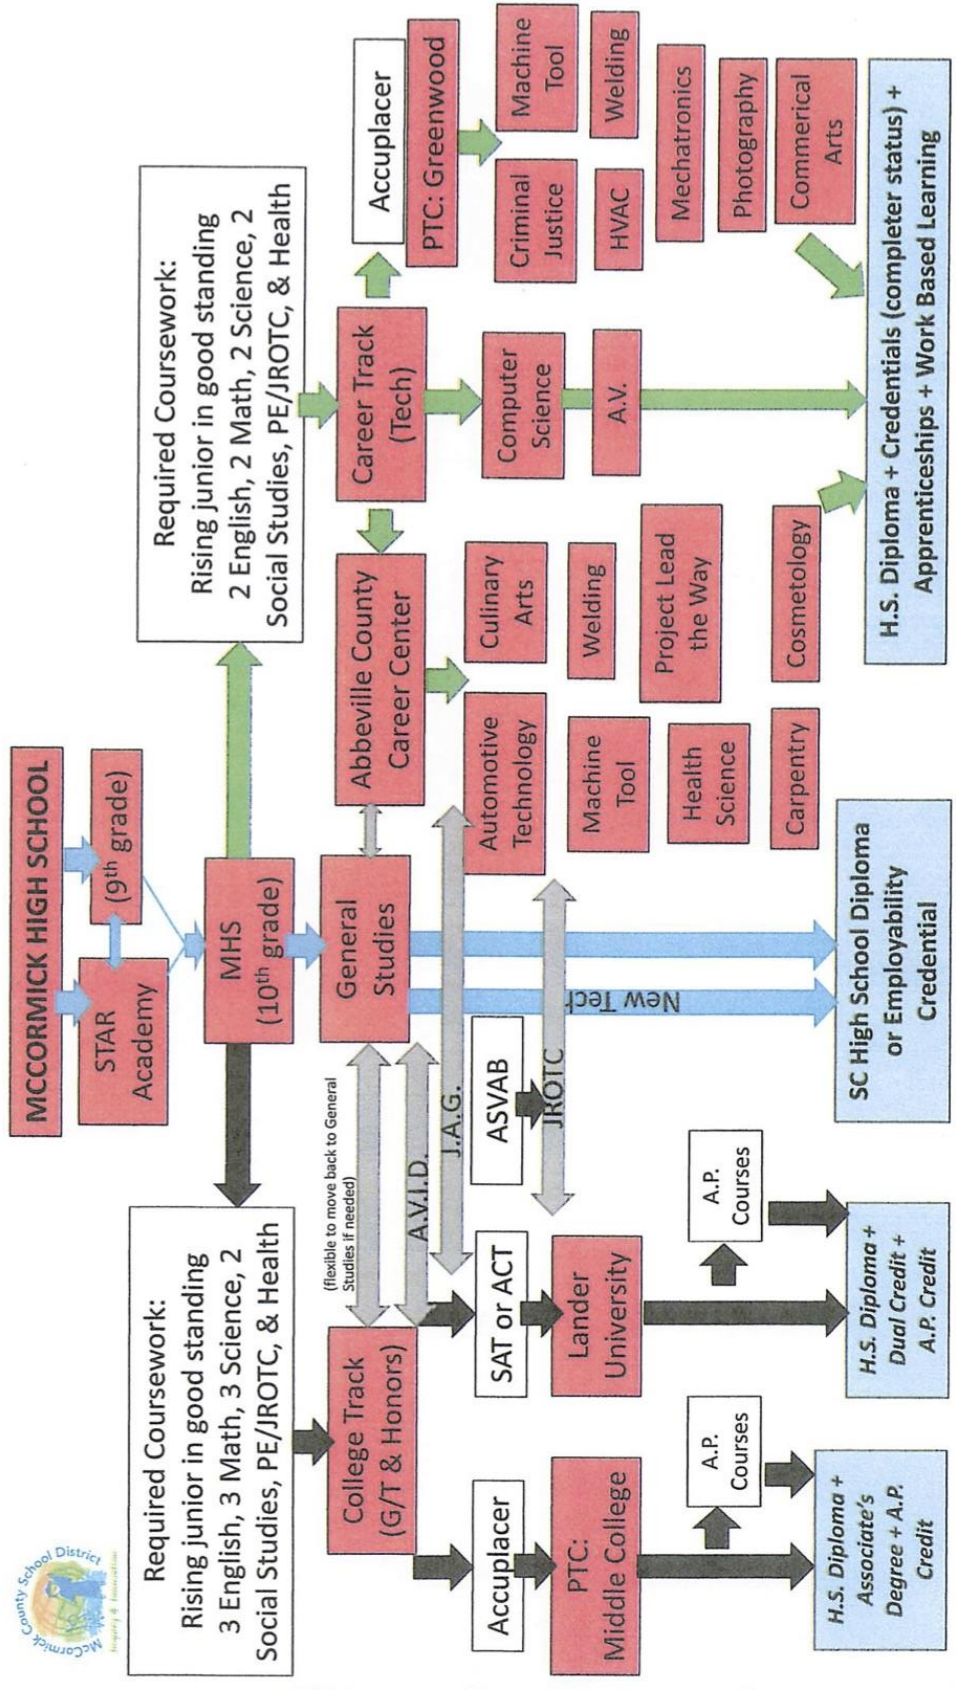 McCormick County School District
MCCORMICK HIGH SCHOOL
STAR
Academy
(9th grade)
MHS
(10th grade)
Required Coursework:
Rising junior in good standing
3 English, 3 Math, 3 Science, 2
Social Studies, PE/JROTC, & Health
Required Coursework:
Rising junior in good standing
2 English, 2 Math, 2 Science, 2
Social Studies, PE/JROTC, & Health
College Track
(G/T & Honors)
(flexible to move back to General
Studies if needed)
General
Studies
Abbeville County
Career Center
Career Track
(Tech)
Accuplacer
PTC: Greenwood
A.V.I.D.
J.A.G.
ASVAB
JROTC
New Tech
Accuplacer
PTC:
Middle College
A.P.
Courses
H.S. Diploma +
Associate's
Degree + A.P.
Credit
SAT or ACT
Lander
University
A.P.
Courses
H.S. Diploma +
Dual Credit +
A.P. Credit
SC High School Diploma
or Employability
Credential
Automotive
Technology
Culinary
Arts
Machine
Tool
Welding
Health
Science
Project Lead
the Way
Carpentry
Cosmetology
Computer
Science
A.V.
Criminal
Justice
Machine
Tool
HVAC
Welding
Mechatronics
Photography
Commerical
Arts
H.S. Diploma + Credentials (completer status) +
Apprenticeships + Work Based Learning